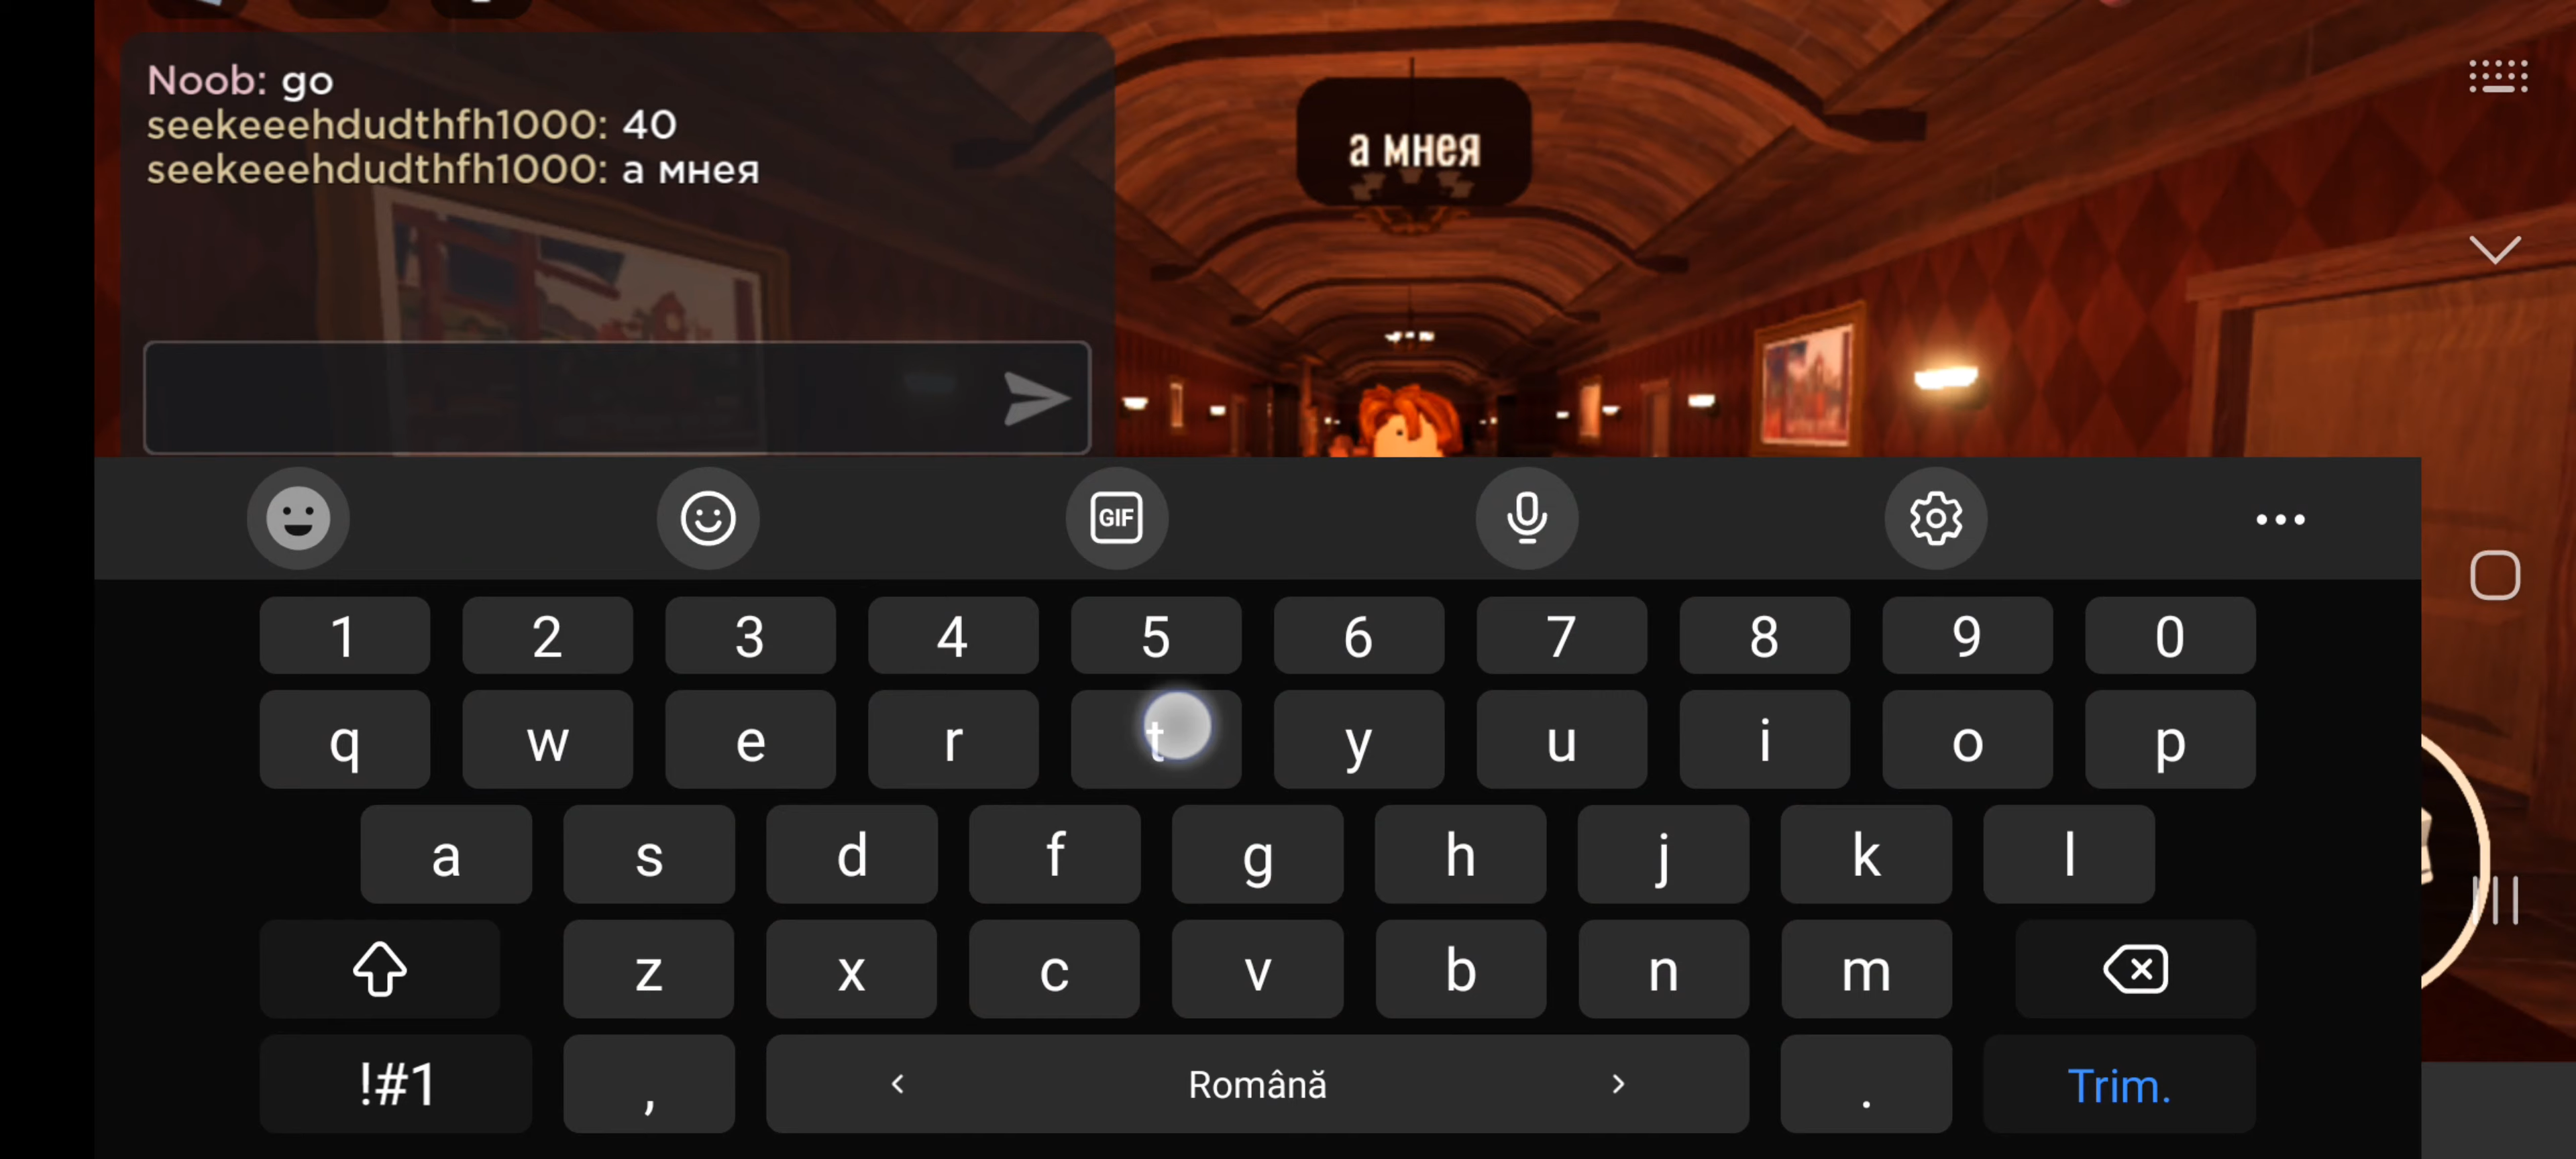 Noob: go
seekeeehdudthfh1000: 40
seekeeehdudthfh1000: а мнея
а мнея
GIF
1 2 3 4 5 6 7 8 9 0
q w e r t y u i o p
a s d f g h j k l
z x c v b n m
!#1 , < Română > . Trim.